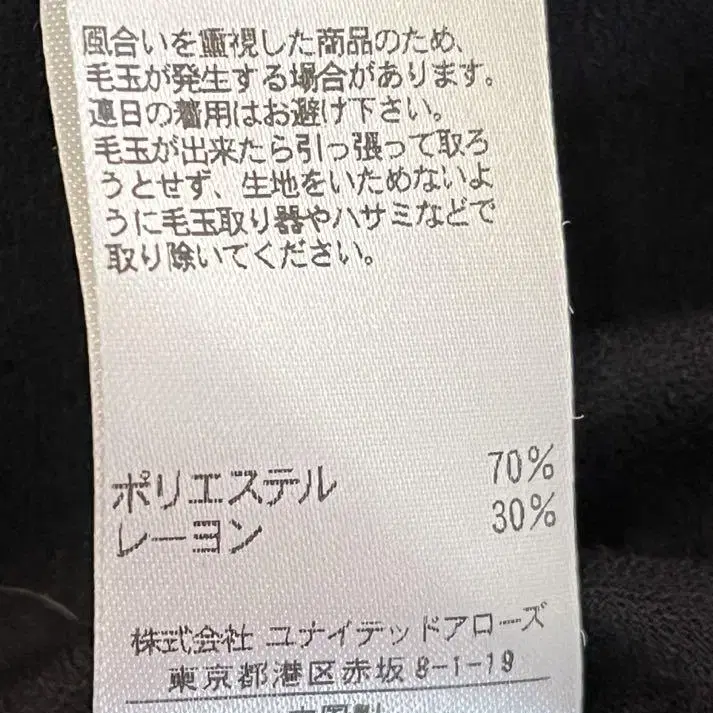 風合いを重視した商品のため、
毛玉が発生する場合があります。
連日の着用はお避け下さい。
毛玉が出来たら引っ張って取ろ
うとせず、生地をいためないよ
うに毛玉取り器やハサミなどで
取り除いてください。
ポリエステル 70%
レーヨン 30%
株式会社 ユナイテッドアローズ
東京都港区赤坂 8-1-19